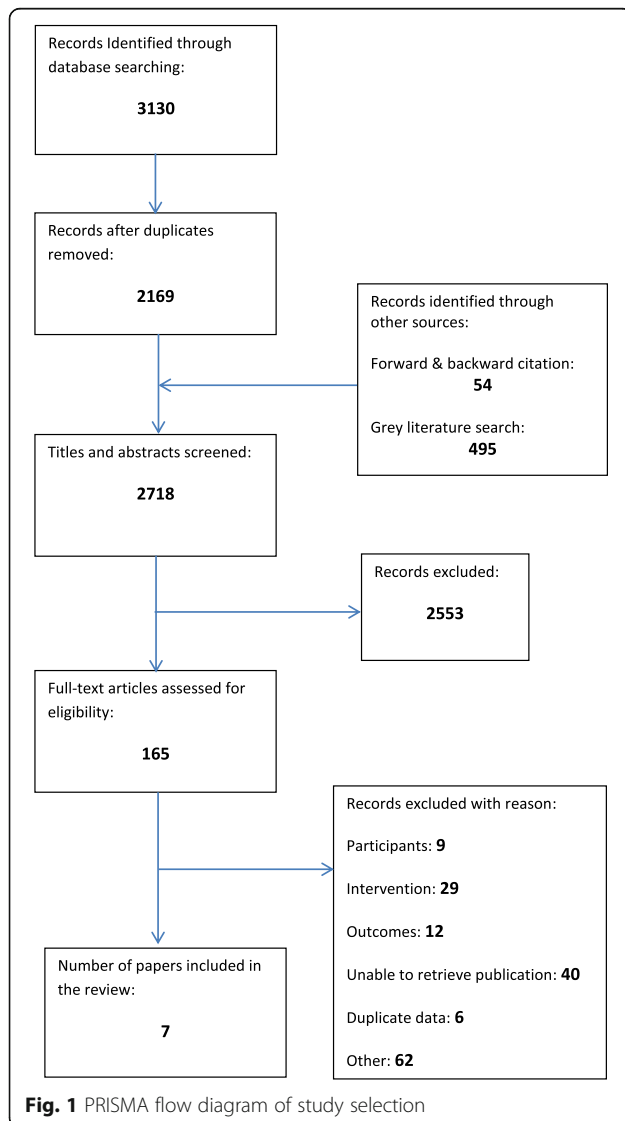 Records Identified through
database searching:
3130
Records after duplicates
removed:
2169
Records identified through
other sources:
Forward & backward citation:
54
Grey literature search:
495
Titles and abstracts screened:
2718
Records excluded:
2553
Full-text articles assessed for
eligibility:
165
Records excluded with reason:
Participants: 9
Intervention: 29
Outcomes: 12
Unable to retrieve publication: 40
Duplicate data: 6
Other: 62
Number of papers included in
the review:
7
Fig. 1 PRISMA flow diagram of study selection